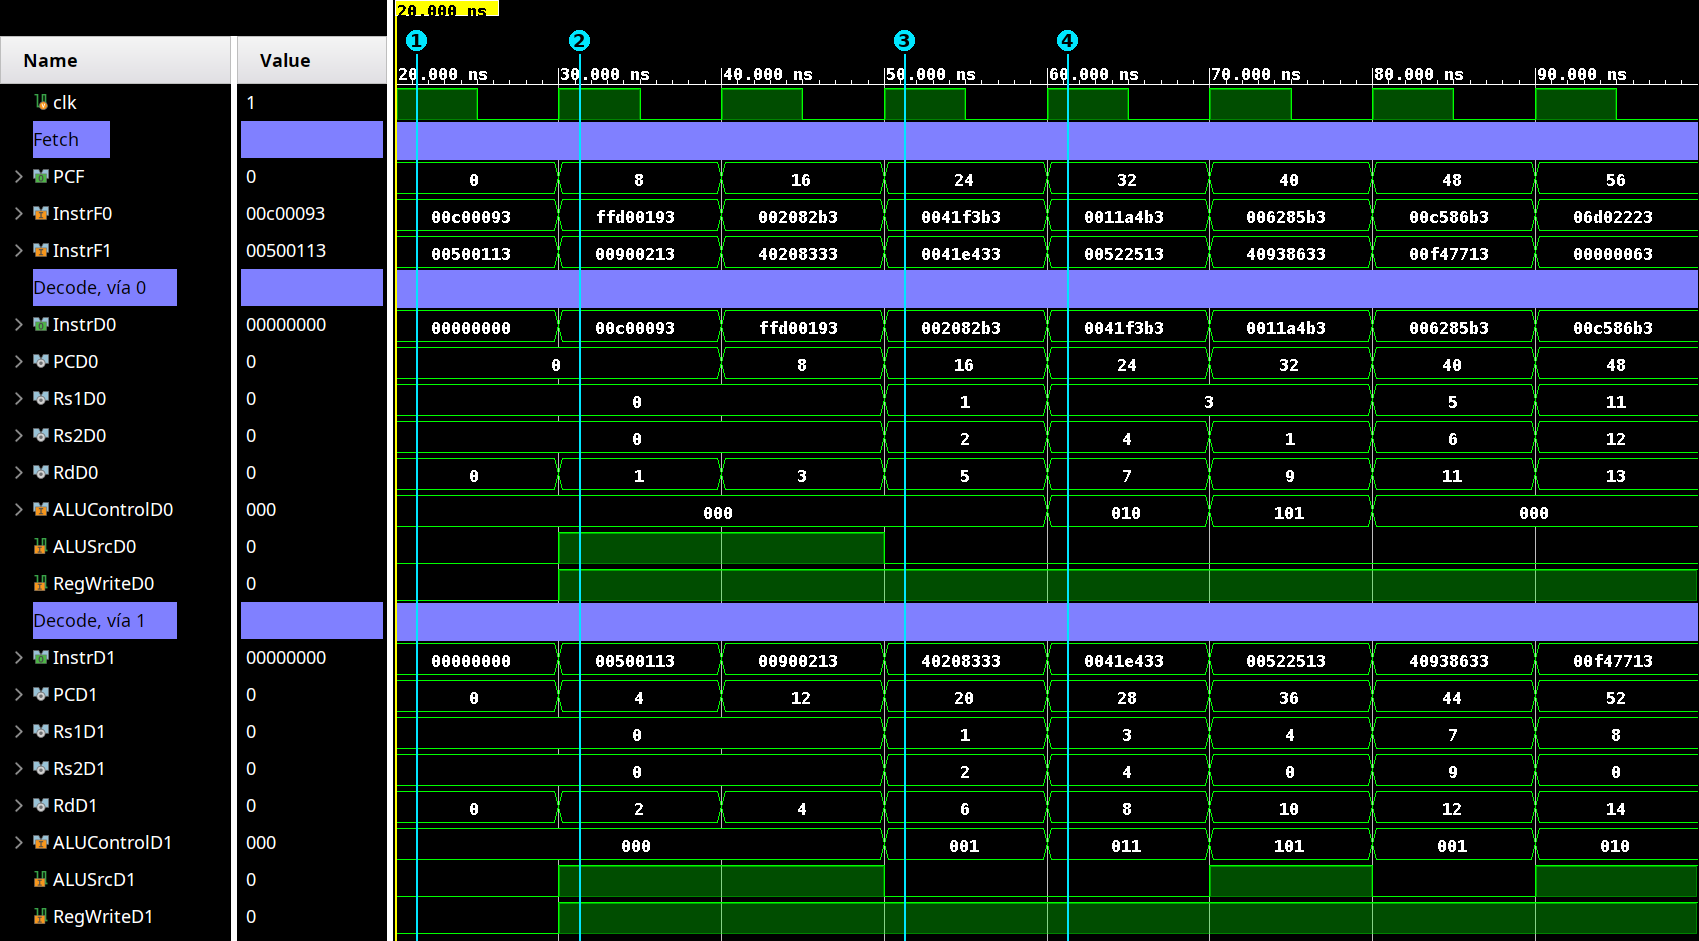 20.000 ns
1 2 3 4
Name Value 20.000 ns 30.000 ns 40.000 ns 50.000 ns 60.000 ns 70.000 ns 80.000 ns 90.000 ns
clk 1
Fetch
PCF 0 0 8 16 24 32 40 48 56
InstrF0 00c00093 00c00093 ffd00193 002082b3 0041f3b3 0011a4b3 006285b3 00c586b3 06d02223
InstrF1 00500113 00500113 00900213 40208333 0041e433 00522513 40938633 00f47713 00000063
Decode, vía 0
InstrD0 00000000 00000000 00c00093 ffd00193 002082b3 0041f3b3 0011a4b3 006285b3 00c586b3
PCD0 0 0 8 16 24 32 40 48
Rs1D0 0 0 1 3 5 11
Rs2D0 0 0 2 4 1 6 12
RdD0 0 0 1 3 5 7 9 11 13
ALUControlD0 000 000 010 101 000
ALUSrcD0 0
RegWriteD0 0
Decode, vía 1
InstrD1 00000000 00000000 00500113 00900213 40208333 0041e433 00522513 40938633 00f47713
PCD1 0 0 4 12 20 28 36 44 52
Rs1D1 0 0 1 3 4 7 8
Rs2D1 0 0 2 4 0 9 0
RdD1 0 0 2 4 6 8 10 12 14
ALUControlD1 000 000 001 011 101 001 010
ALUSrcD1 0
RegWriteD1 0